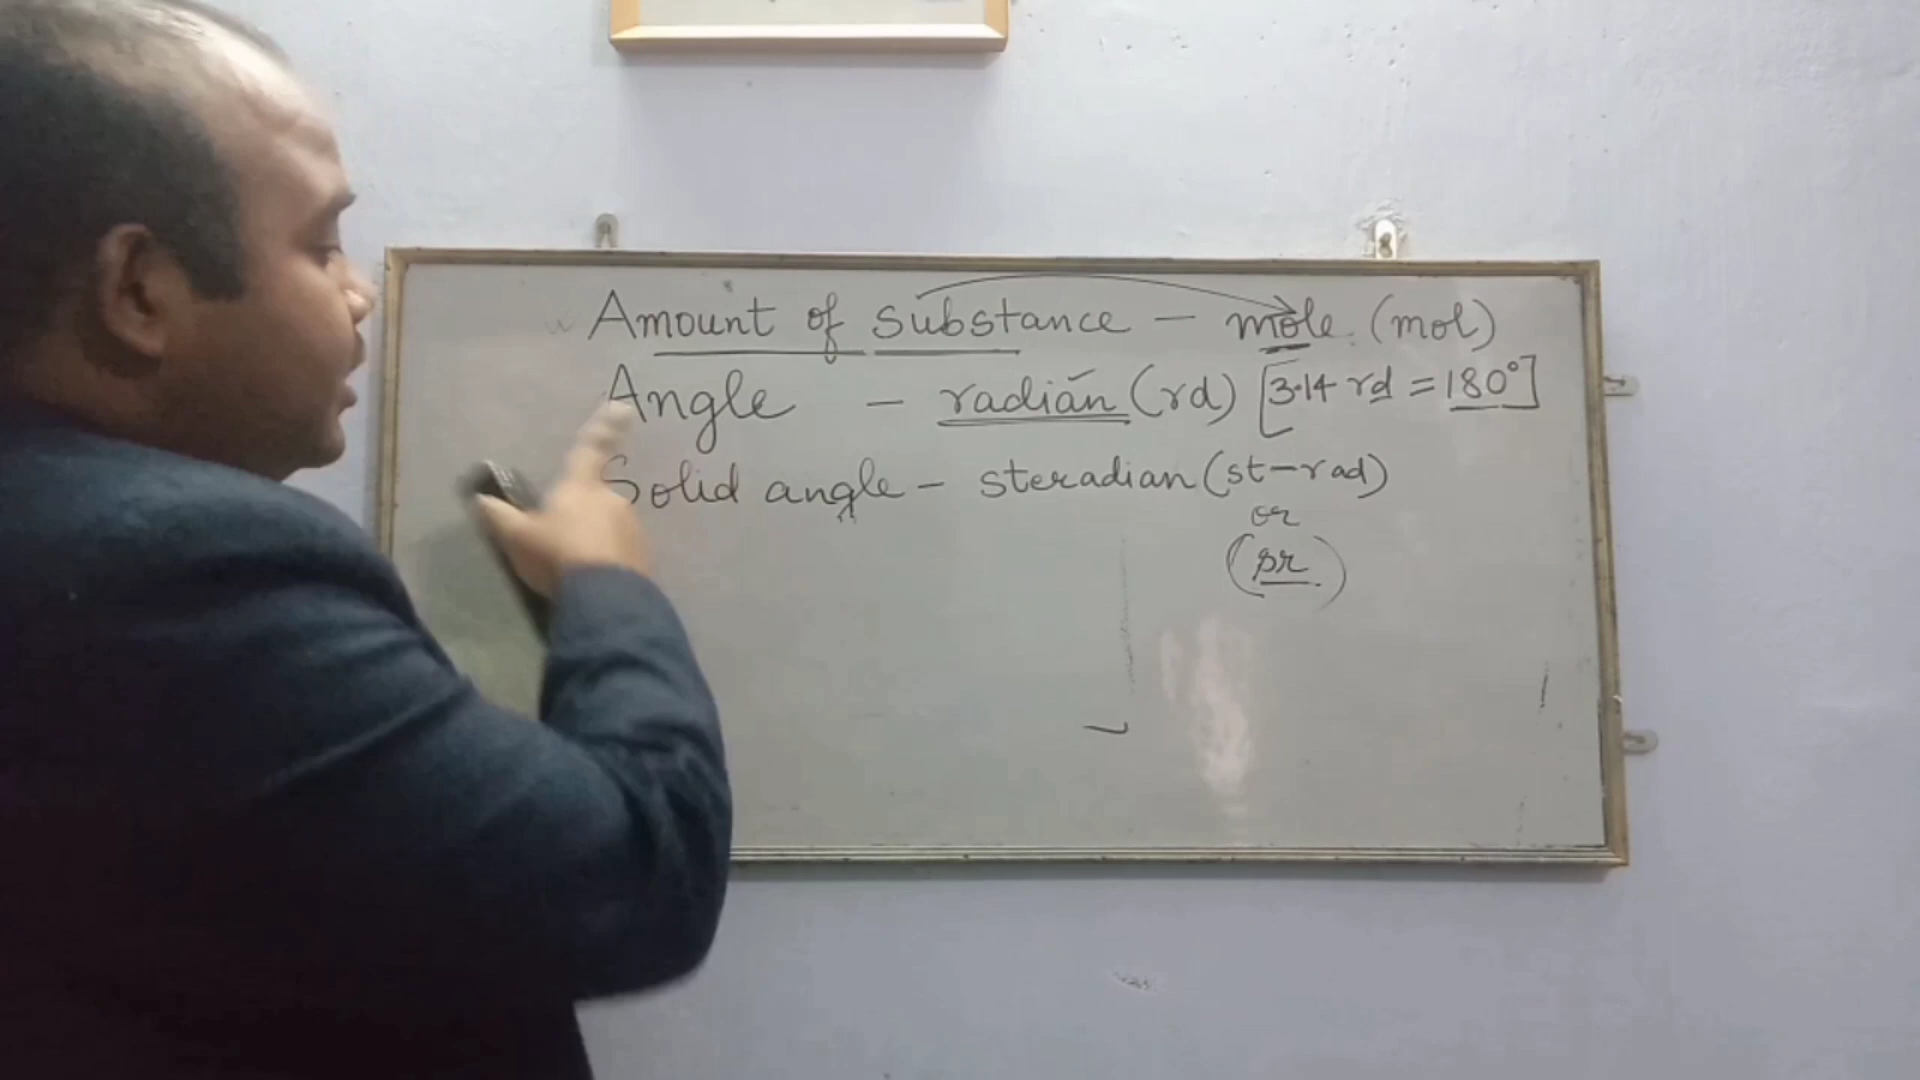 Amount of substance - mole (mol)
Angle - radian (rd) [3.14 rd = 180°]
Solid angle - steradian (st-rad)
or
(sr)